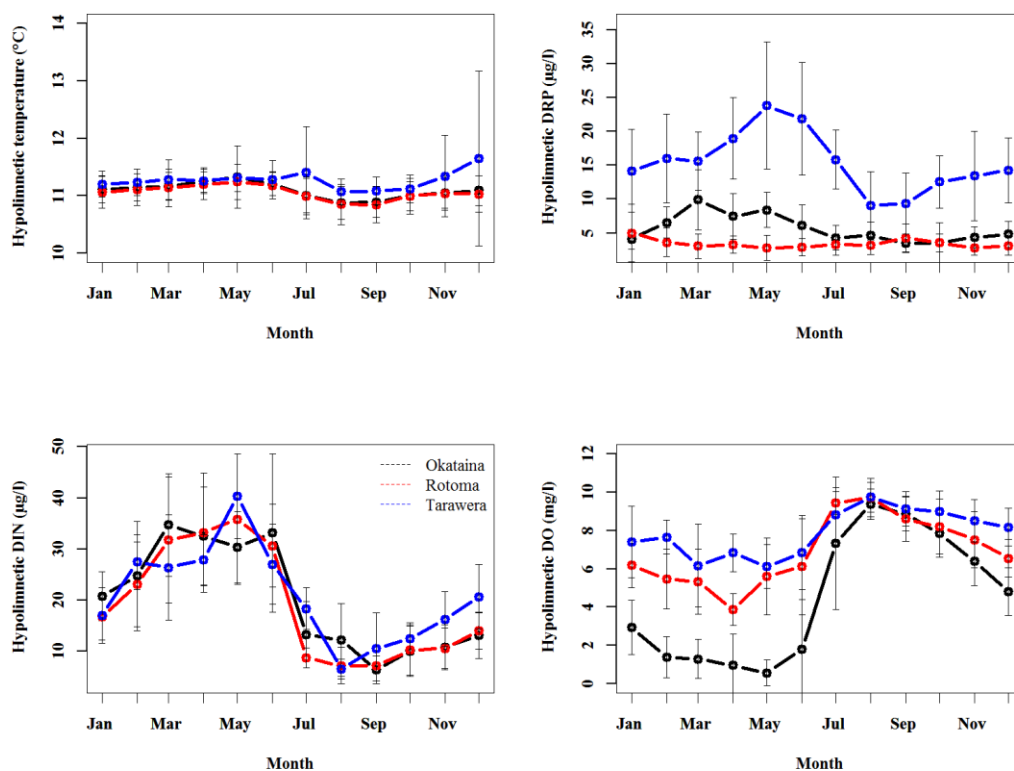 Hypolimnetic temperature (°C)
14
13
12
11
10
Jan Mar May Jul Sep Nov
Month
Hypolimnetic DRP (µg/l)
35
30
25
20
15
10
5
Jan Mar May Jul Sep Nov
Month
Hypolimnetic DIN (µg/l)
50
40
30
20
10
Okataina
Rotoma
Tarawera
Jan Mar May Jul Sep Nov
Month
Hypolimnetic DO (mg/l)
12
10
8
6
4
2
0
Jan Mar May Jul Sep Nov
Month